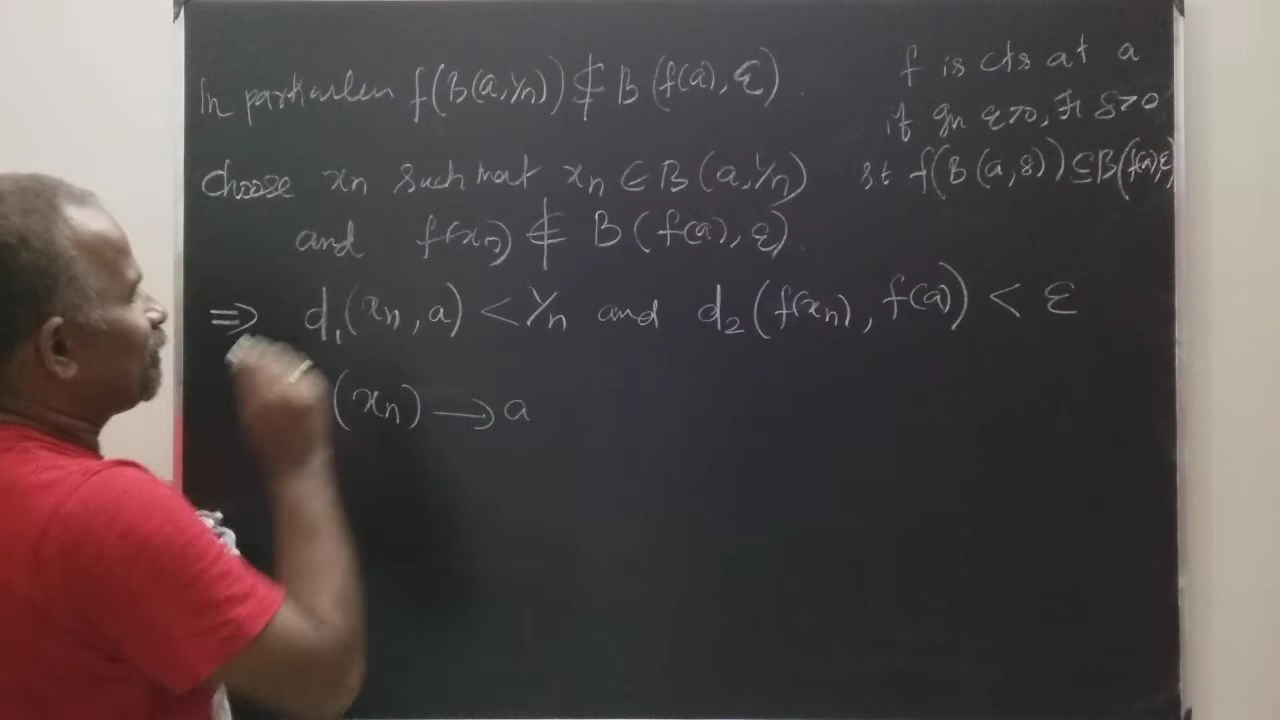 In particular f(B(a,1/n)) ⊄ B(f(a), ε).
choose xn such that xn ∈ B(a, 1/n)
and f(xn) ∉ B(f(a), ε).
⇒ d₁(xn, a) < 1/n and d₂(f(xn), f(a)) < ε
(xn) → a
f is cts at a
if gn ε>0, ∃ δ>0
st f(B(a,δ)) ⊆ B(f(a),ε)